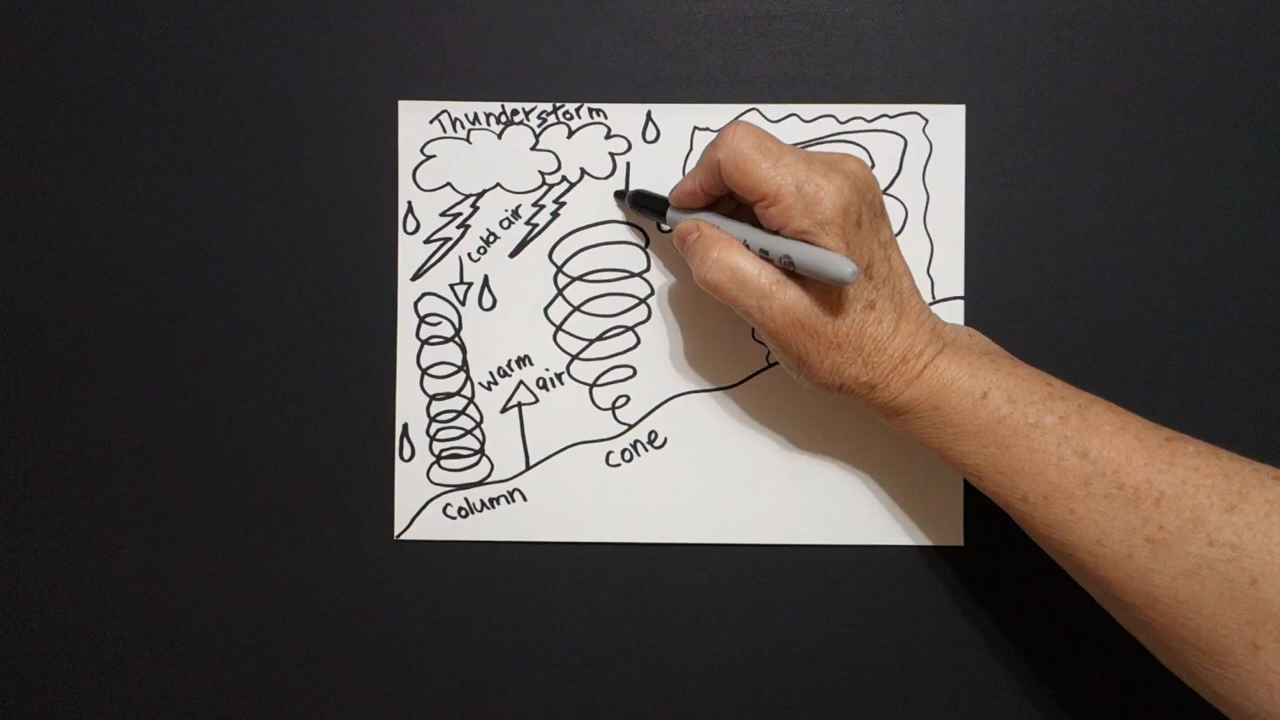 Thunderstorm
cold air
warm
air
cone
column